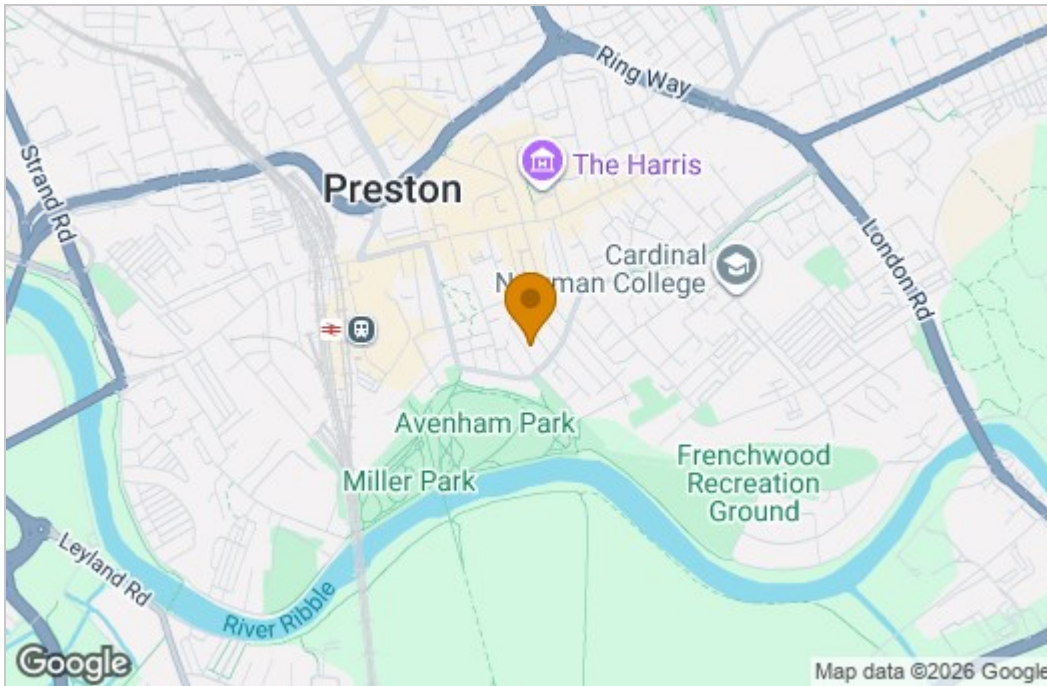 Ring Way
Strand Rd
The Harris
Preston
Cardinal
N wman College
London Rd
Avenham Park
Miller Park
Frenchwood
Recreation
Ground
Leyland Rd
River Ribble
Google
Map data ©2026 Google